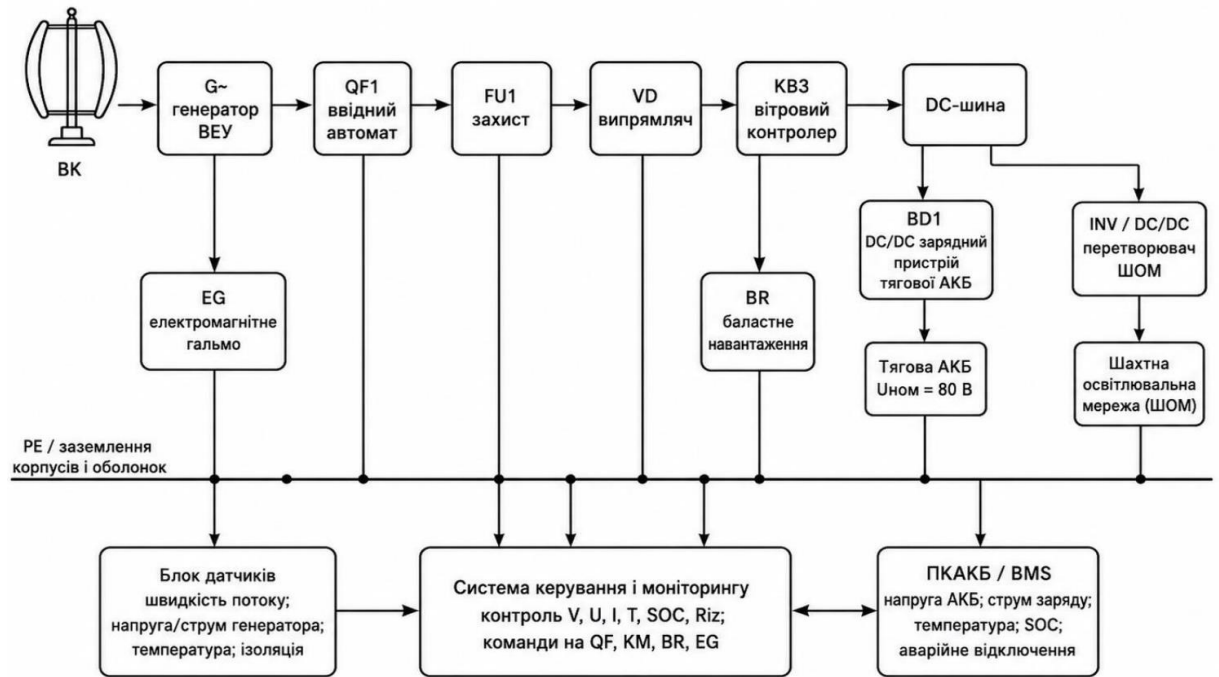 ВК
G~
генератор
ВЕУ
QF1
ввідний
автомат
FU1
захист
VD
випрямляч
КВ3
вітровий
контролер
DC-шина
EG
електромагнітне
гальмо
BR
баластне
навантаження
BD1
DC/DC зарядний
пристрій
тягової АКБ
INV / DC/DC
перетворювач
ШОМ
Тягова АКБ
Uном = 80 В
Шахтна
освітлювальна
мережа (ШОМ)
PE / заземлення
корпусів і оболонок
Блок датчиків
швидкість потоку;
напруга/струм генератора;
температура; ізоляція
Система керування і моніторингу
контроль V, U, I, T, SOC, Riz;
команди на QF, KM, BR, EG
ПКАКБ / BMS
напруга АКБ; струм заряду;
температура; SOC;
аварійне відключення